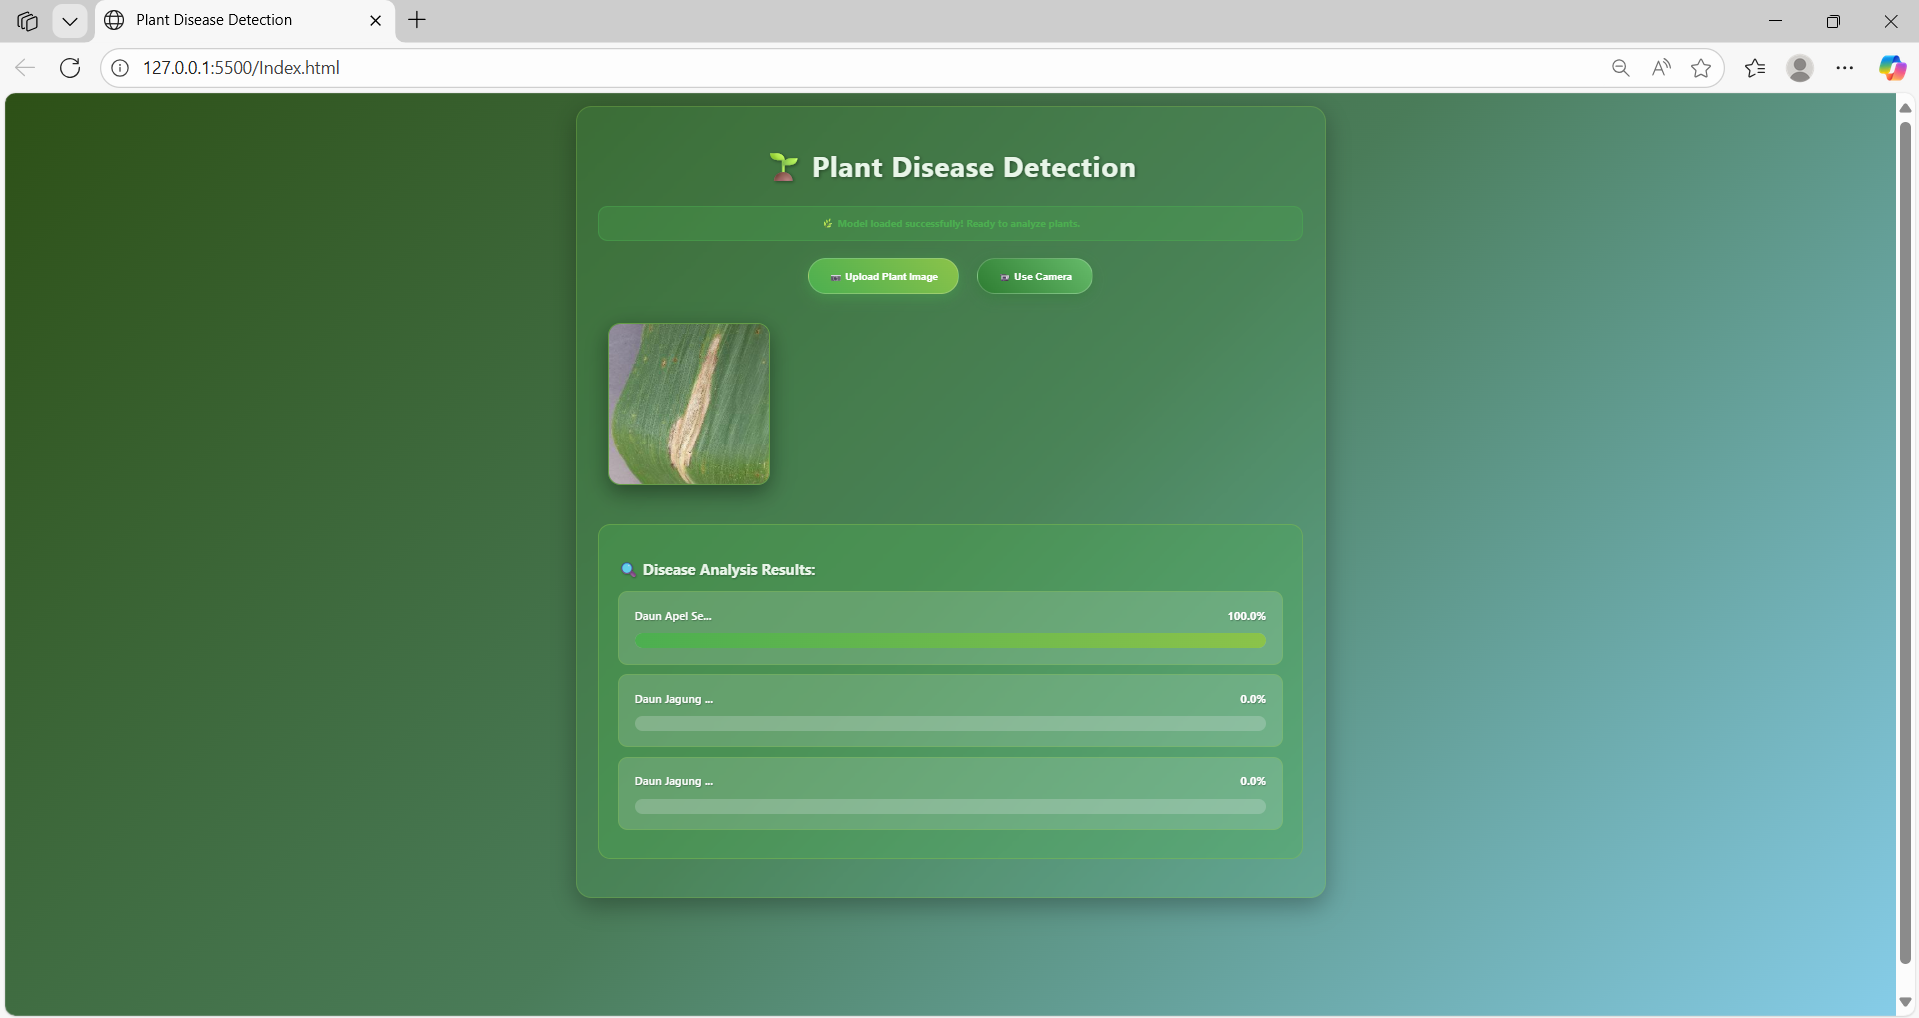 Plant Disease Detection
127.0.0.1:5500/Index.html
Plant Disease Detection
Model loaded successfully! Ready to analyze plants.
Upload Plant Image
Use Camera
Disease Analysis Results:
Daun Apel Se... 100.0%
Daun Jagung ... 0.0%
Daun Jagung ... 0.0%